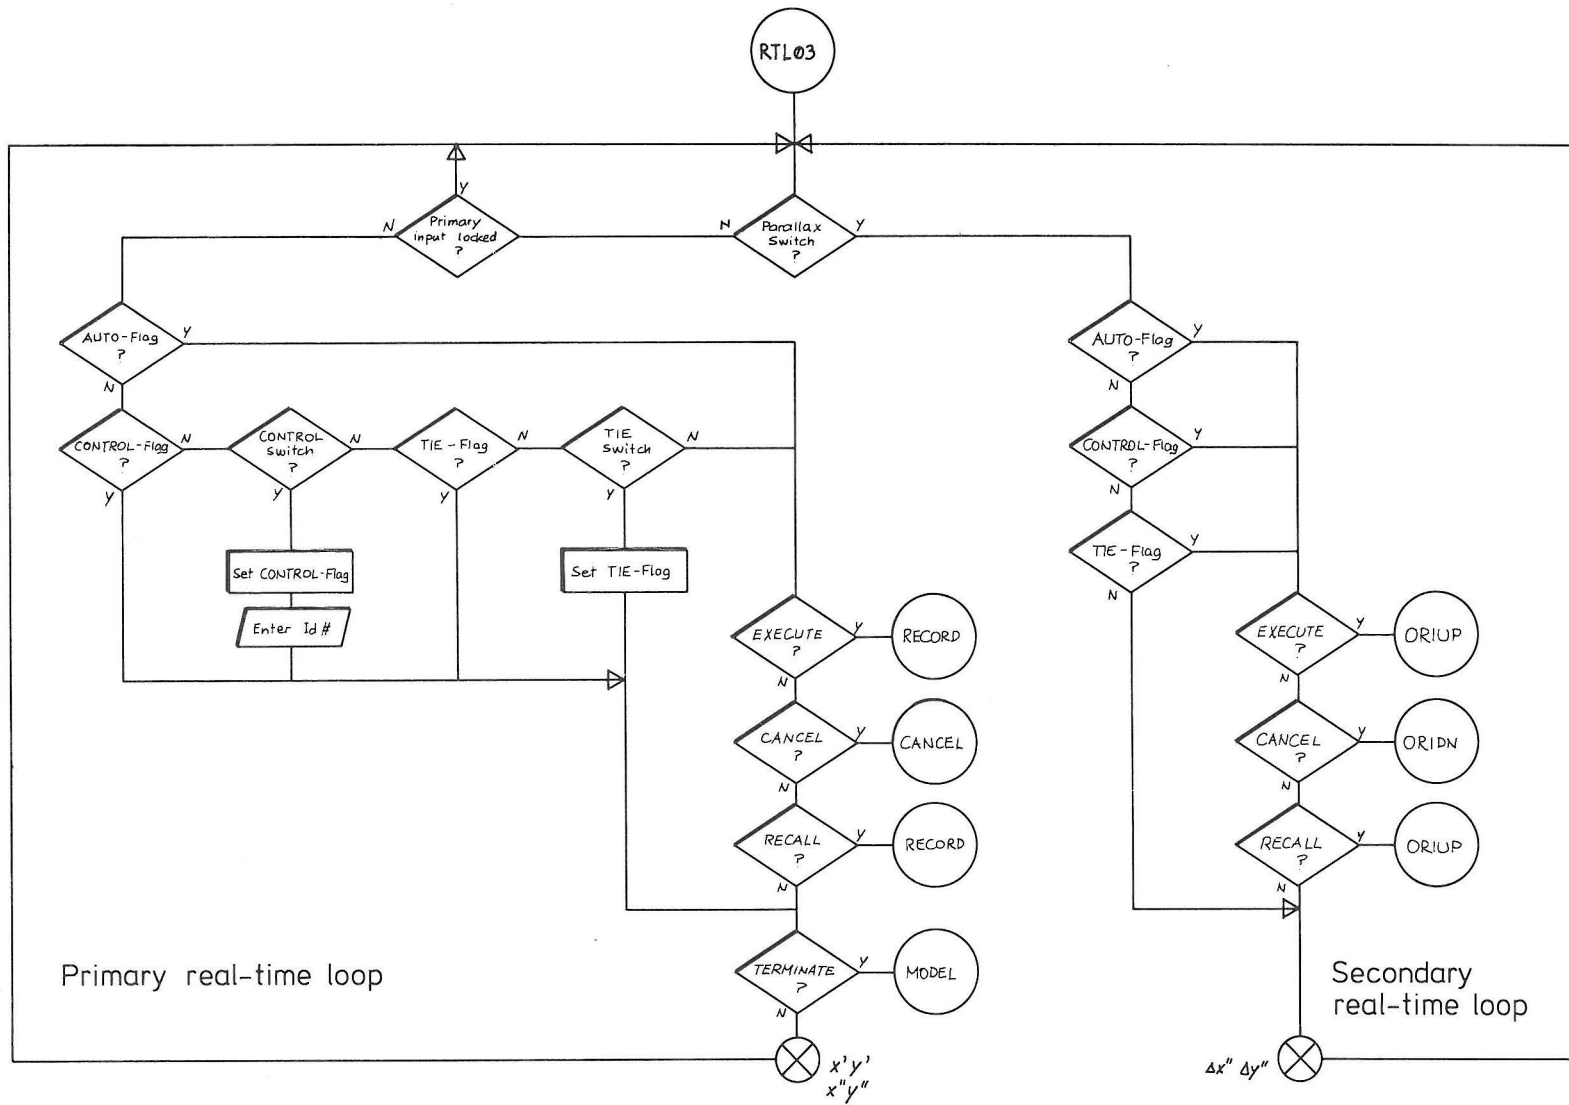 RTLØ3
Y
N
Primary
input locked
?
N
Parallax
Switch
?
Y
AUTO-Flag
?
Y
N
AUTO-Flag
?
Y
N
CONTROL-Flag
?
N
Y
CONTROL
Switch
?
N
Y
TIE-Flag
?
N
Y
TIE
Switch
?
N
Y
CONTROL-Flag
?
Y
N
Set CONTROL-Flag
Enter Id#
Set TIE-Flag
TIE-Flag
?
Y
N
EXECUTE
?
Y
N
RECORD
EXECUTE
?
Y
N
ORIUP
CANCEL
?
Y
N
CANCEL
CANCEL
?
Y
N
ORIDN
RECALL
?
Y
N
RECORD
RECALL
?
Y
N
ORIUP
Primary real-time loop
TERMINATE
?
Y
N
MODEL
Secondary
real-time loop
x' y'
x" y"
Δx" Δy"